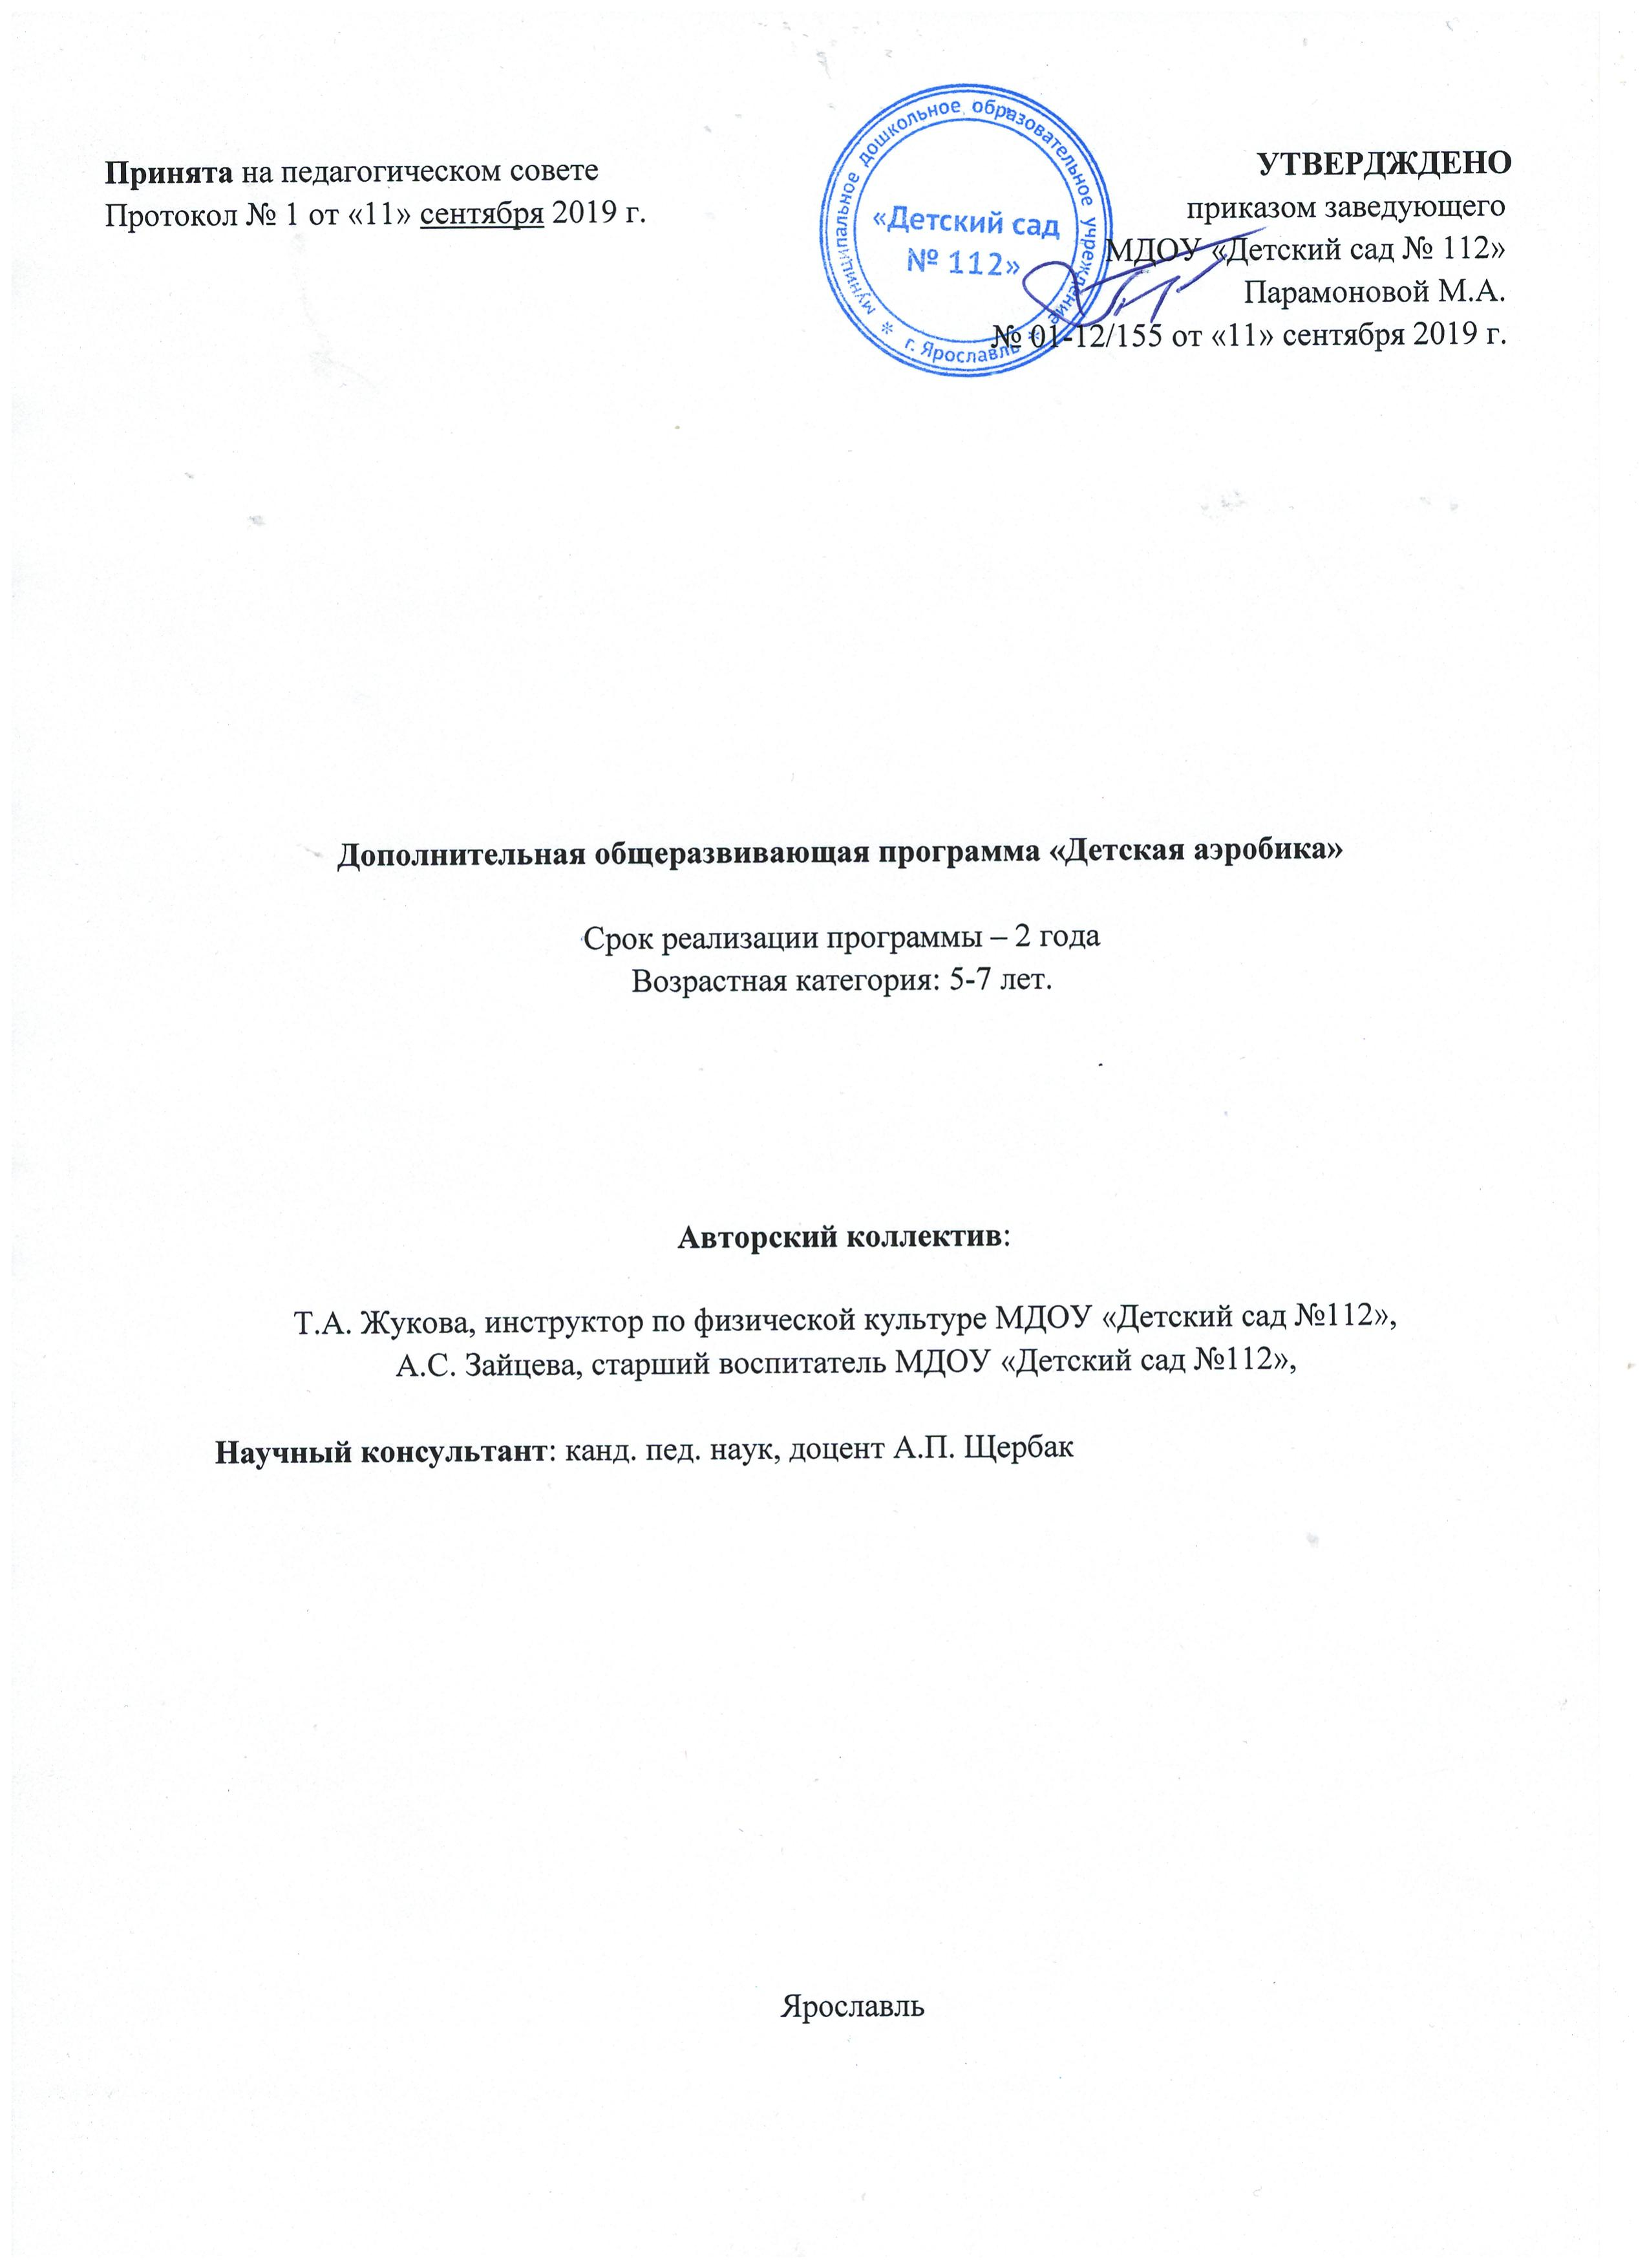 Принята на педагогическом совете
Протокол № 1 от «11» сентября 2019 г.
муниципальное дошкольное образовательное учреждение
* г. Ярославль *
«Детский сад
№ 112»
УТВЕРДЖДЕНО
приказом заведующего
МДОУ «Детский сад № 112»
Парамоновой М.А.
№ 01-12/155 от «11» сентября 2019 г.
Дополнительная общеразвивающая программа «Детская аэробика»
Срок реализации программы – 2 года
Возрастная категория: 5-7 лет.
Авторский коллектив:
Т.А. Жукова, инструктор по физической культуре МДОУ «Детский сад №112»,
А.С. Зайцева, старший воспитатель МДОУ «Детский сад №112»,
Научный консультант: канд. пед. наук, доцент А.П. Щербак
Ярославль